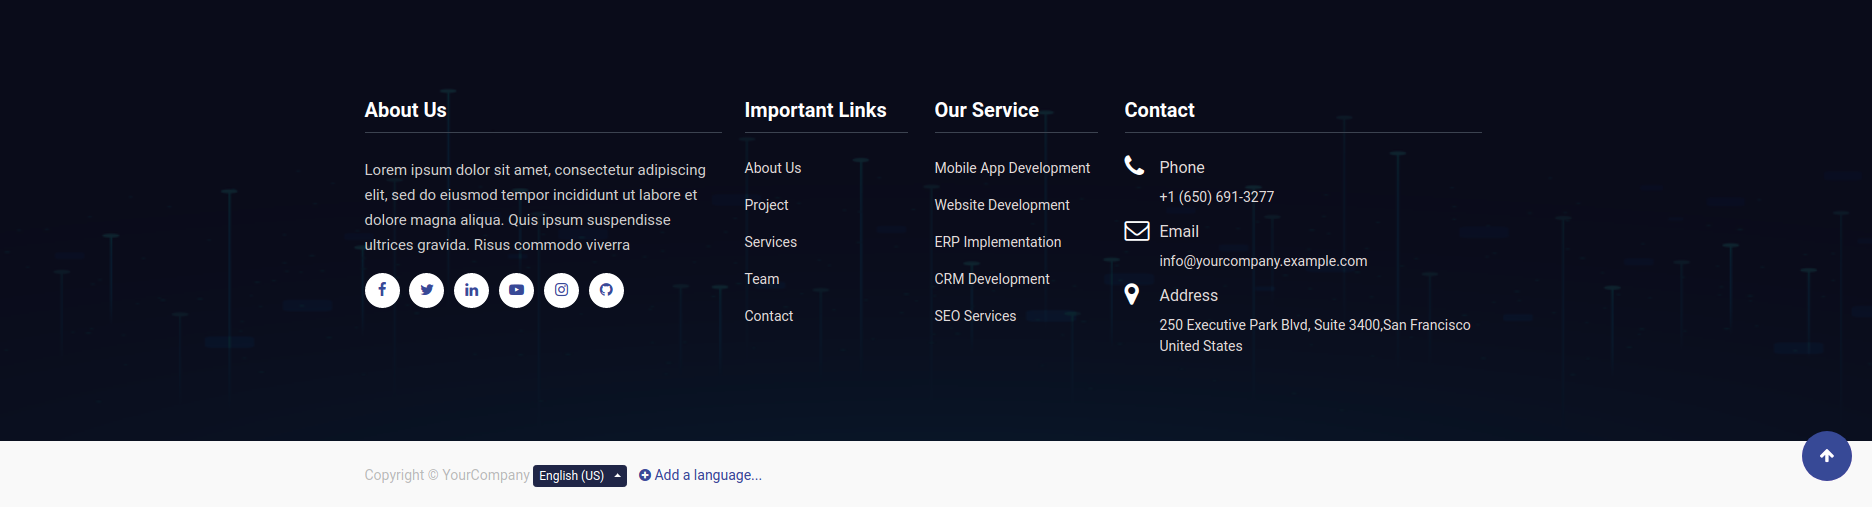 About Us
Lorem ipsum dolor sit amet, consectetur adipiscing
elit, sed do eiusmod tempor incididunt ut labore et
dolore magna aliqua. Quis ipsum suspendisse
ultrices gravida. Risus commodo viverra
Important Links
About Us
Project
Services
Team
Contact
Our Service
Mobile App Development
Website Development
ERP Implementation
CRM Development
SEO Services
Contact
Phone
+1 (650) 691-3277
Email
info@yourcompany.example.com
Address
250 Executive Park Blvd, Suite 3400,San Francisco
United States
Copyright © YourCompany English (US) Add a language...